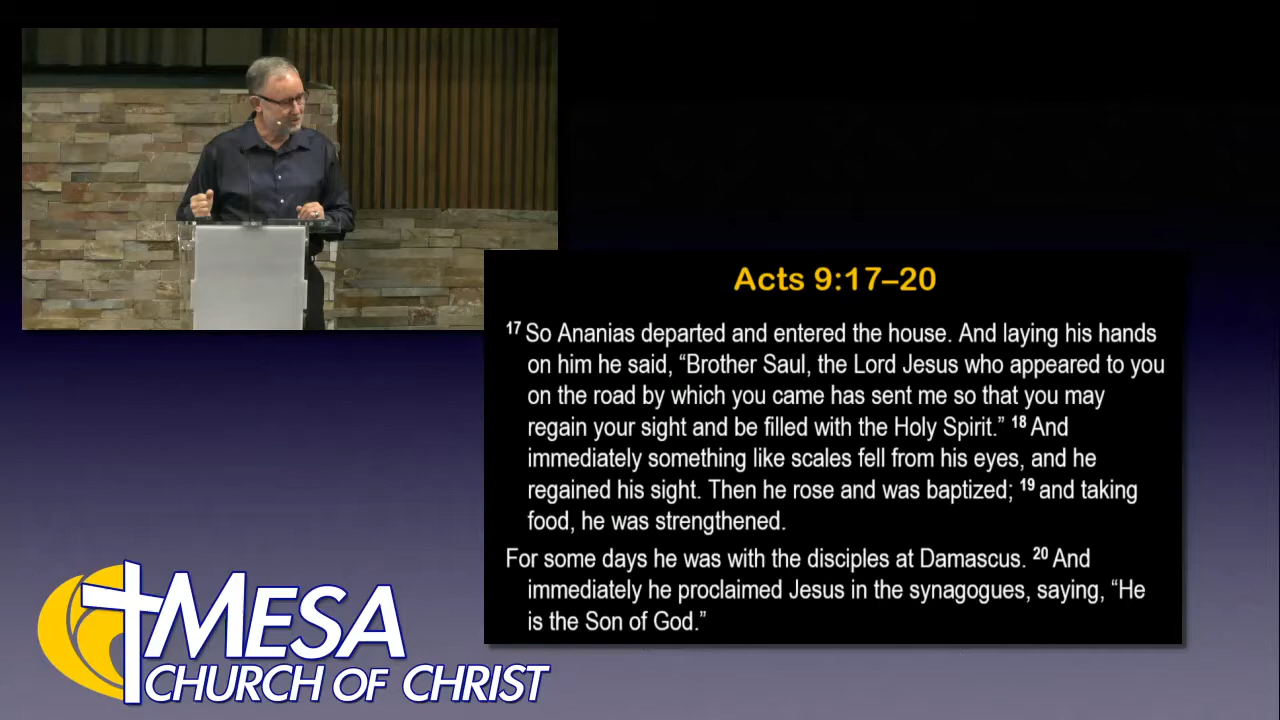 Acts 9:17–20
17 So Ananias departed and entered the house. And laying his hands
on him he said, “Brother Saul, the Lord Jesus who appeared to you
on the road by which you came has sent me so that you may
regain your sight and be filled with the Holy Spirit.” 18 And
immediately something like scales fell from his eyes, and he
regained his sight. Then he rose and was baptized; 19 and taking
food, he was strengthened.
For some days he was with the disciples at Damascus. 20 And
immediately he proclaimed Jesus in the synagogues, saying, “He
is the Son of God.”
MESA
CHURCH OF CHRIST